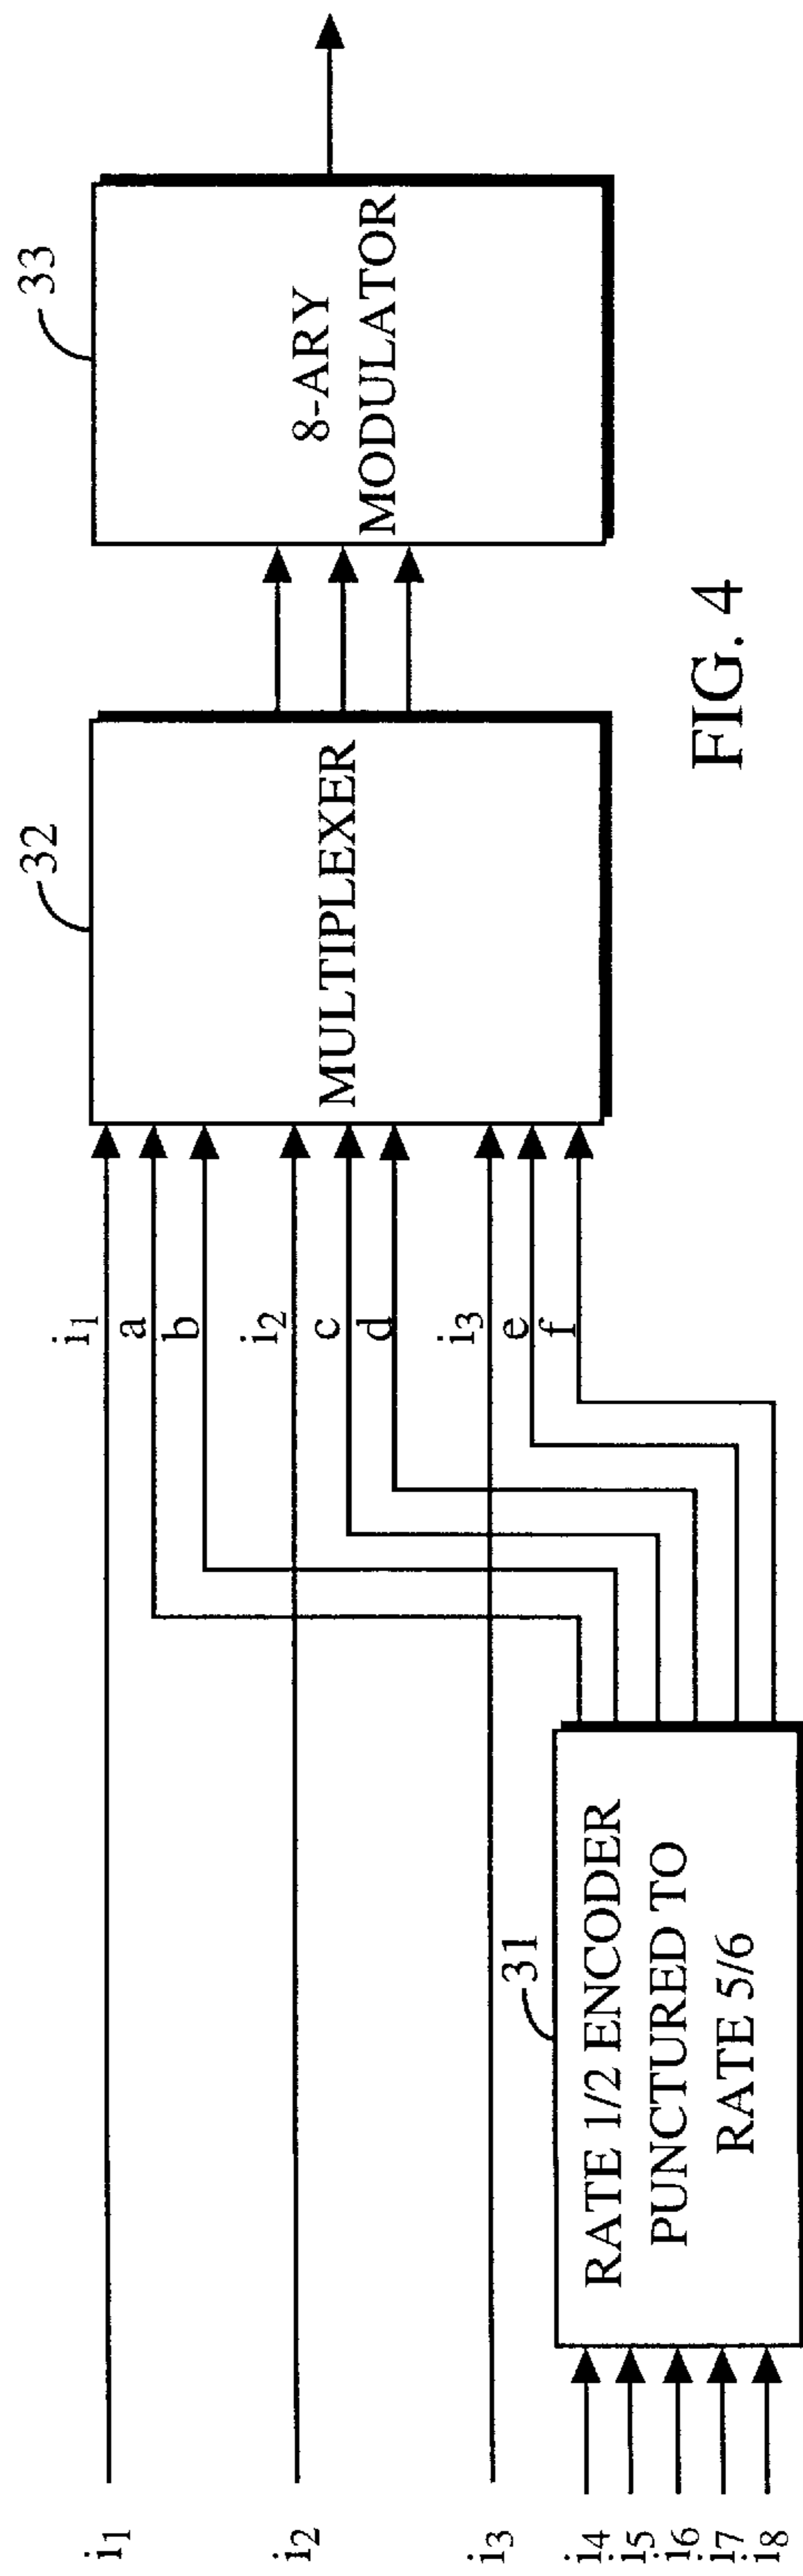 i1
i2
i3
i4
i5
i6
i7
i8
31
RATE 1/2 ENCODER
PUNCTURED TO
RATE 5/6
i1
a
b
i2
c
d
i3
e
f
32
MULTIPLEXER
33
8-ARY
MODULATOR
FIG. 4